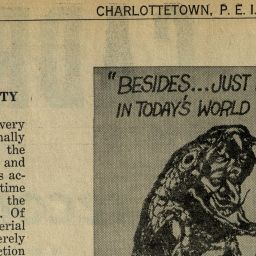 CHARLOTTETOWN, P. E. I.
TY
very
nally
the
and
s ac-
time
the
. Of
erial
erely
ction
"BESIDES...JUST
IN TODAY'S WORLD